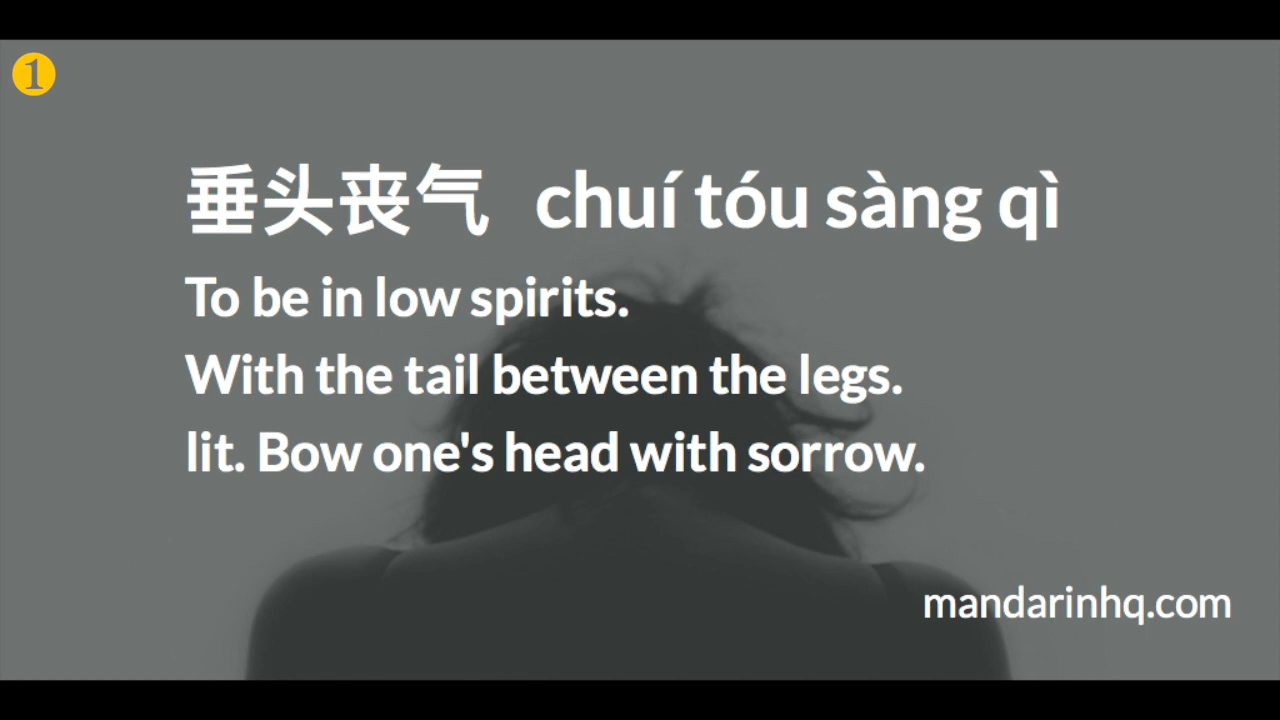 1
垂头丧气 chuí tóu sàng qì
To be in low spirits.
With the tail between the legs.
lit. Bow one's head with sorrow.
mandarinhq.com